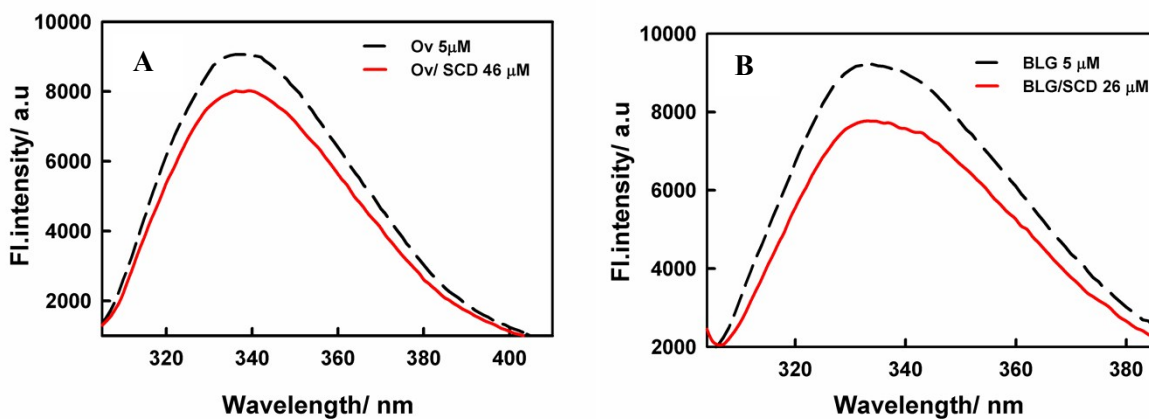 A
Ov 5μM
Ov/ SCD 46 μM
Fl.intensity/ a.u
10000
8000
6000
4000
2000
320 340 360 380 400
Wavelength/ nm
B
BLG 5 μM
BLG/SCD 26 μM
Fl.intensity/ a.u
10000
8000
6000
4000
2000
320 340 360 380
Wavelength/ nm